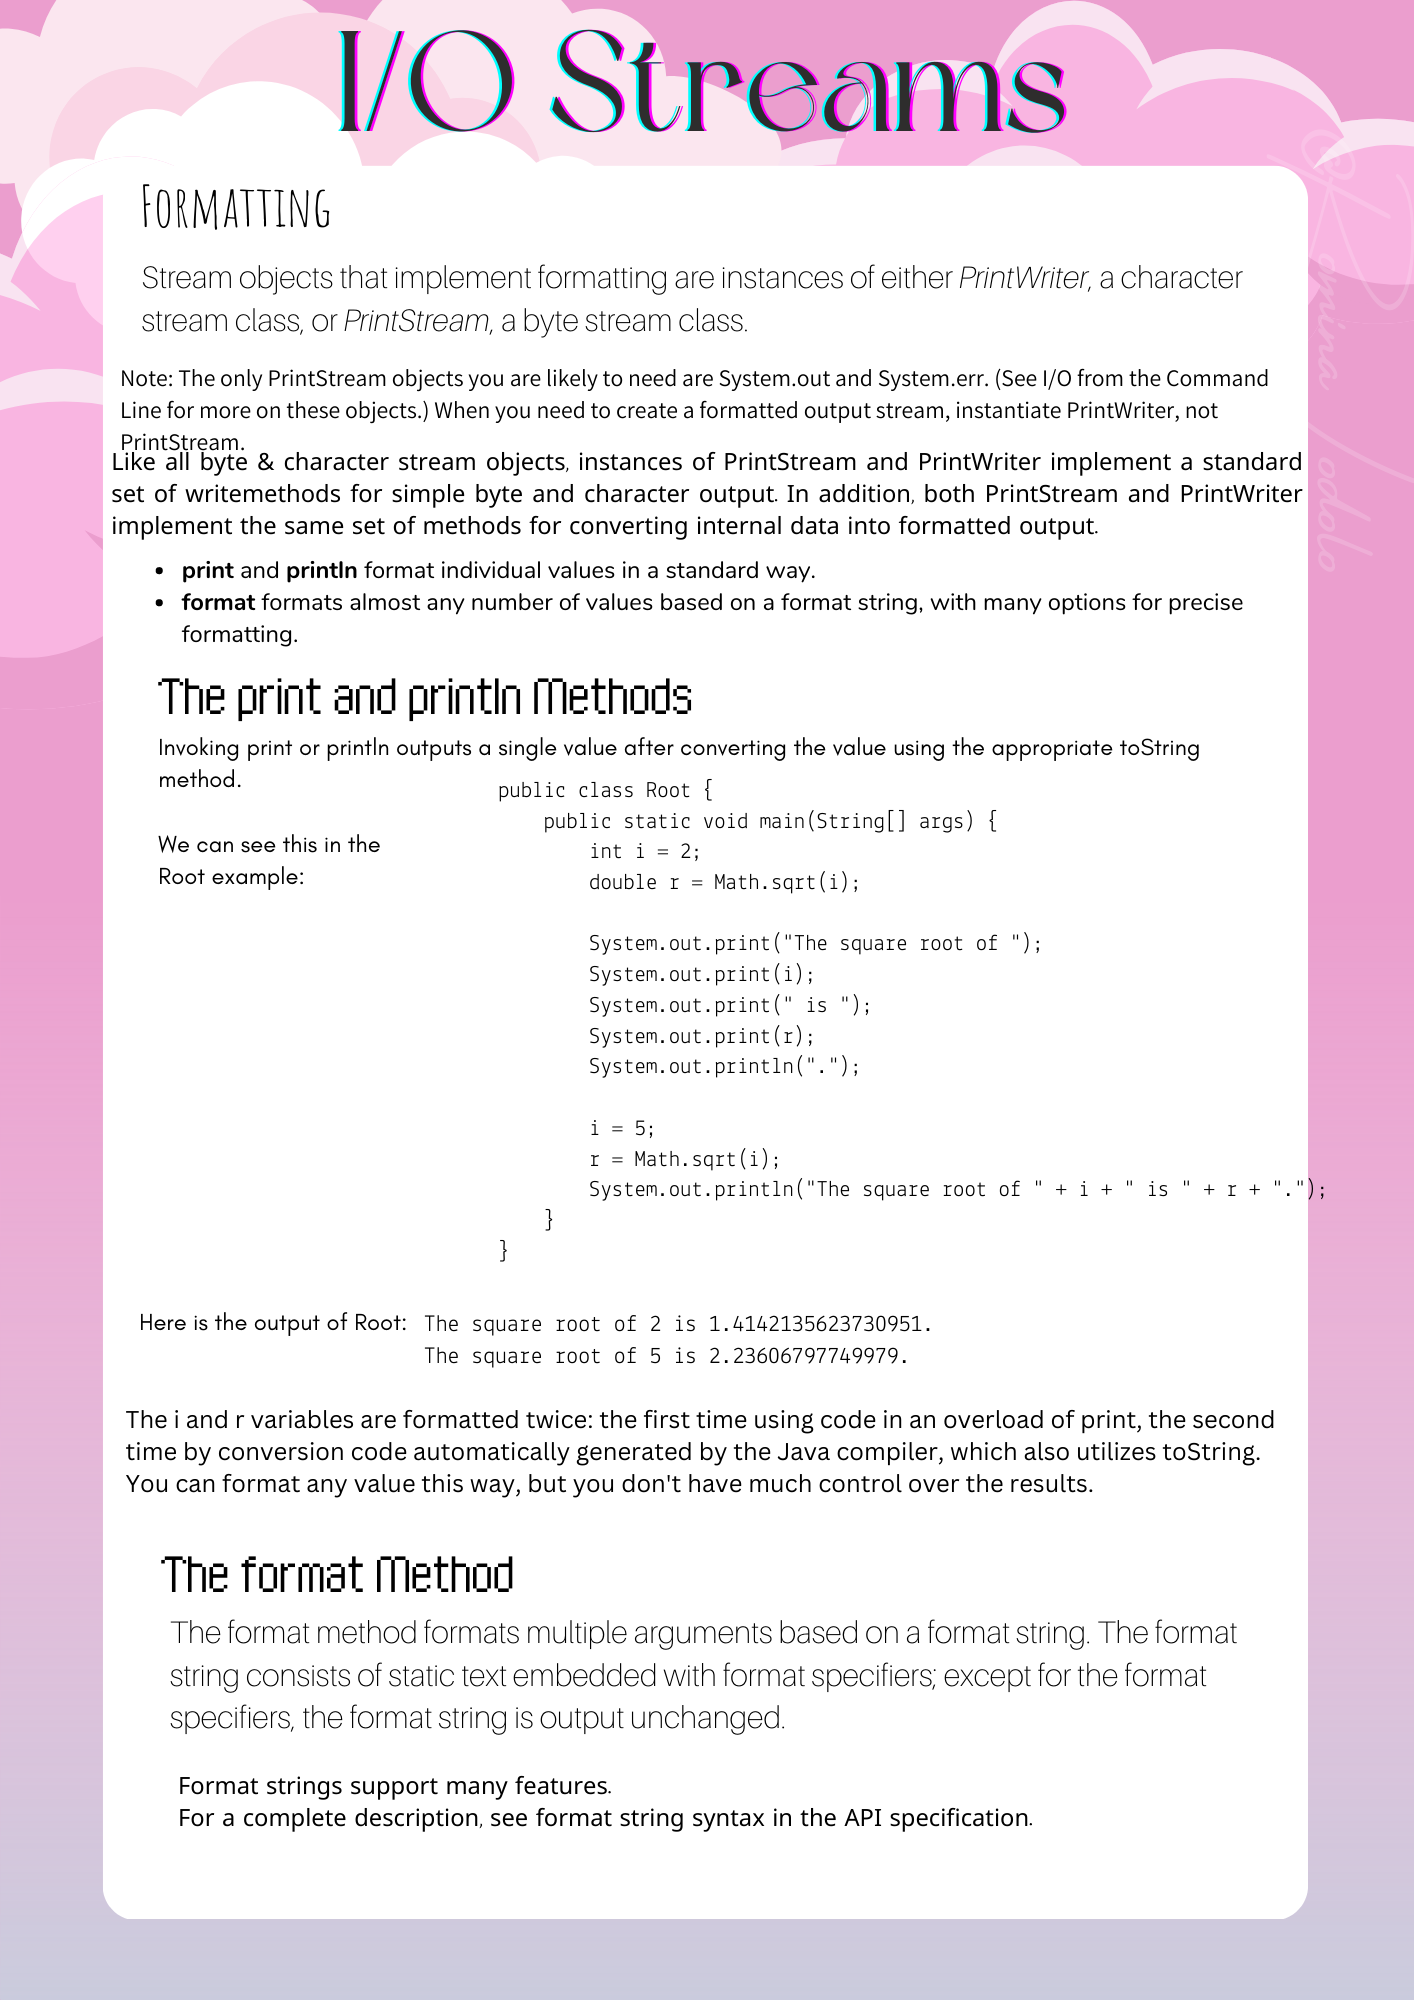 I/O Streams
FORMATTING
Stream objects that implement formatting are instances of either PrintWriter, a character
stream class, or PrintStream, a byte stream class.
Note: The only PrintStream objects you are likely to need are System.out and System.err. (See I/O from the Command
Line for more on these objects.) When you need to create a formatted output stream, instantiate PrintWriter, not
PrintStream.
Like all byte & character stream objects, instances of PrintStream and PrintWriter implement a standard
set of writemethods for simple byte and character output. In addition, both PrintStream and PrintWriter
implement the same set of methods for converting internal data into formatted output.
• print and println format individual values in a standard way.
• format formats almost any number of values based on a format string, with many options for precise
formatting.
The print and println Methods
Invoking print or println outputs a single value after converting the value using the appropriate toString
method.
We can see this in the
Root example:
public class Root {
    public static void main(String[] args) {
        int i = 2;
        double r = Math.sqrt(i);
        System.out.print("The square root of ");
        System.out.print(i);
        System.out.print(" is ");
        System.out.print(r);
        System.out.println(".");
        i = 5;
        r = Math.sqrt(i);
        System.out.println("The square root of " + i + " is " + r + ".");
    }
}
Here is the output of Root:
The square root of 2 is 1.4142135623730951.
The square root of 5 is 2.23606797749979.
The i and r variables are formatted twice: the first time using code in an overload of print, the second
time by conversion code automatically generated by the Java compiler, which also utilizes toString.
You can format any value this way, but you don't have much control over the results.
The format Method
The format method formats multiple arguments based on a format string. The format
string consists of static text embedded with format specifiers; except for the format
specifiers, the format string is output unchanged.
Format strings support many features.
For a complete description, see format string syntax in the API specification.